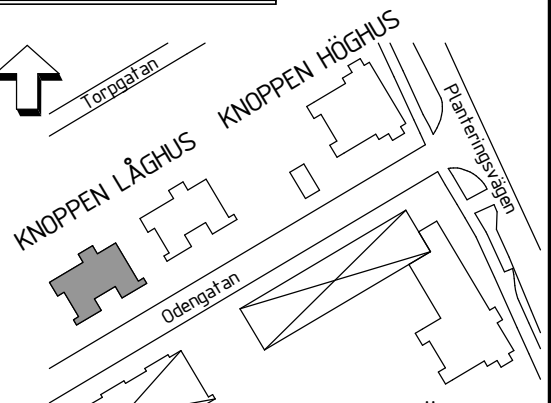 KNOPPEN HÖGHUS
Torpgatan
Planteringsvägen
KNOPPEN LÅGHUS
Odengatan